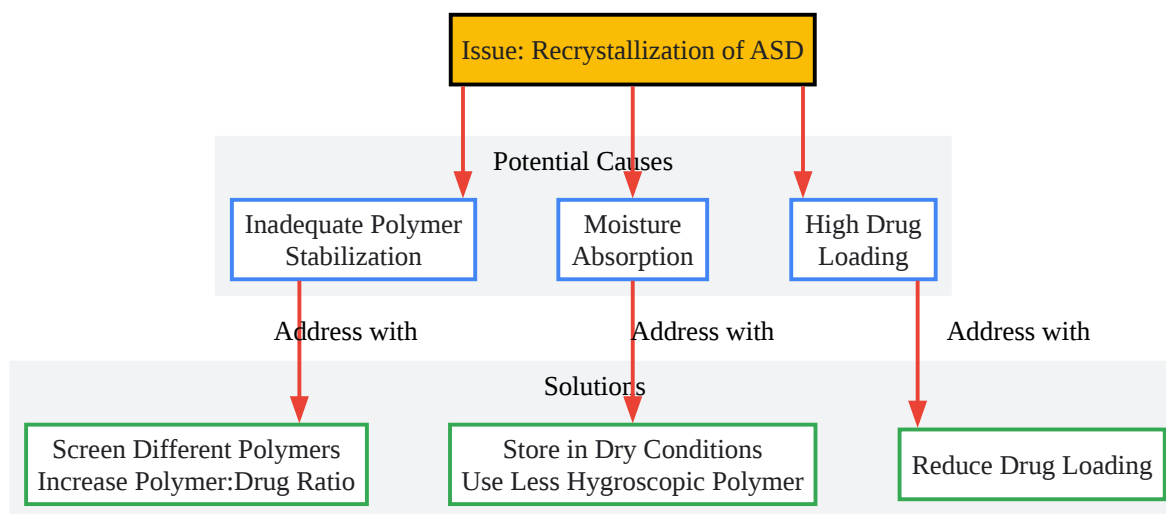 Issue: Recrystallization of ASD
Potential Causes
Inadequate Polymer
Stabilization
Moisture
Absorption
High Drug
Loading
Address with
Address with
Address with
Solutions
Screen Different Polymers
Increase Polymer:Drug Ratio
Store in Dry Conditions
Use Less Hygroscopic Polymer
Reduce Drug Loading